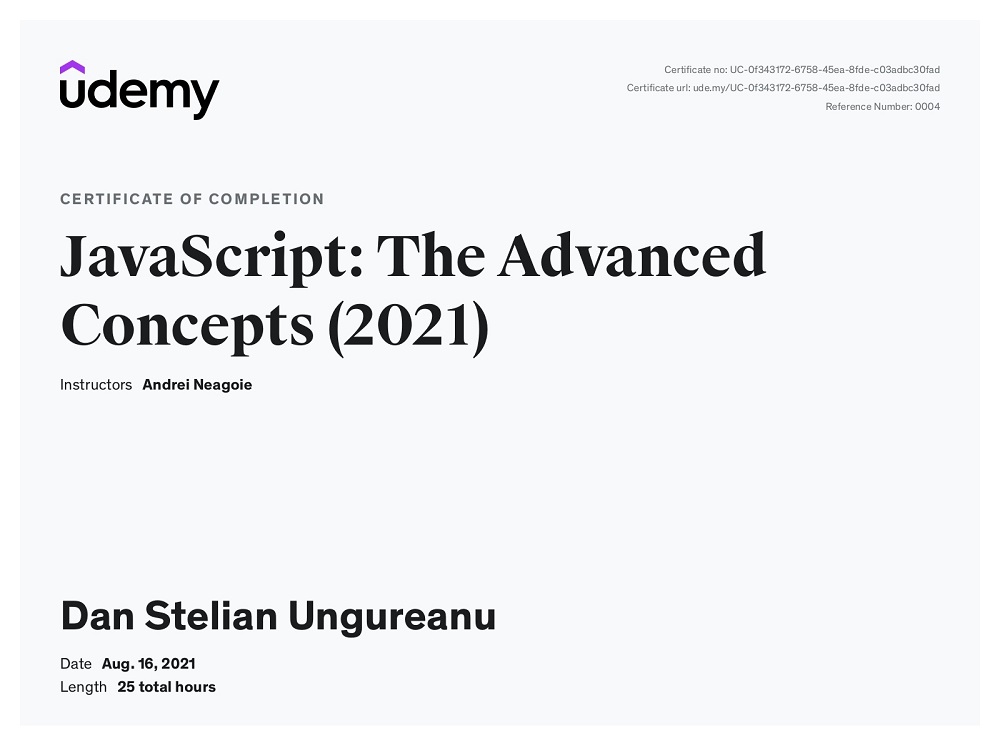 udemy
Certificate no: UC-0f343172-6758-45ea-8fde-c03adbc30fad
Certificate url: ude.my/UC-0f343172-6758-45ea-8fde-c03adbc30fad
Reference Number: 0004
CERTIFICATE OF COMPLETION
JavaScript: The Advanced
Concepts (2021)
Instructors Andrei Neagoie
Dan Stelian Ungureanu
Date Aug. 16, 2021
Length 25 total hours